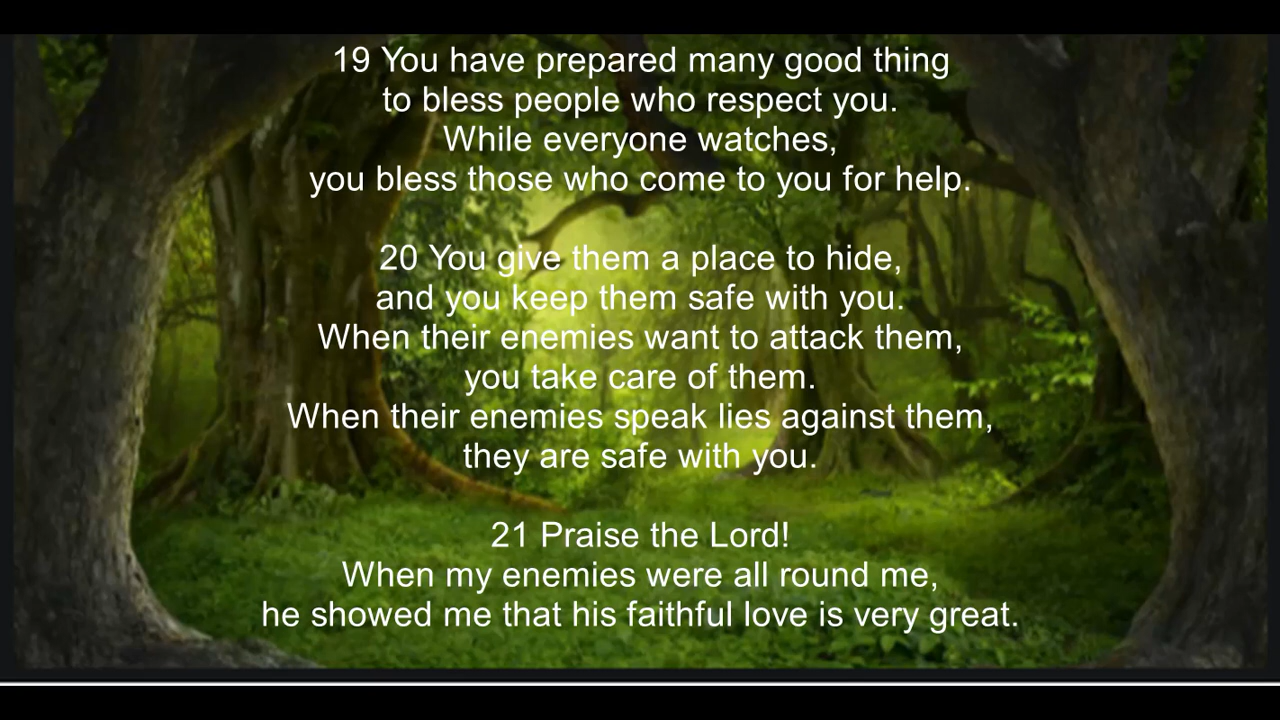 19 You have prepared many good thing
to bless people who respect you.
While everyone watches,
you bless those who come to you for help.
20 You give them a place to hide,
and you keep them safe with you.
When their enemies want to attack them,
you take care of them.
When their enemies speak lies against them,
they are safe with you.
21 Praise the Lord!
When my enemies were all round me,
he showed me that his faithful love is very great.